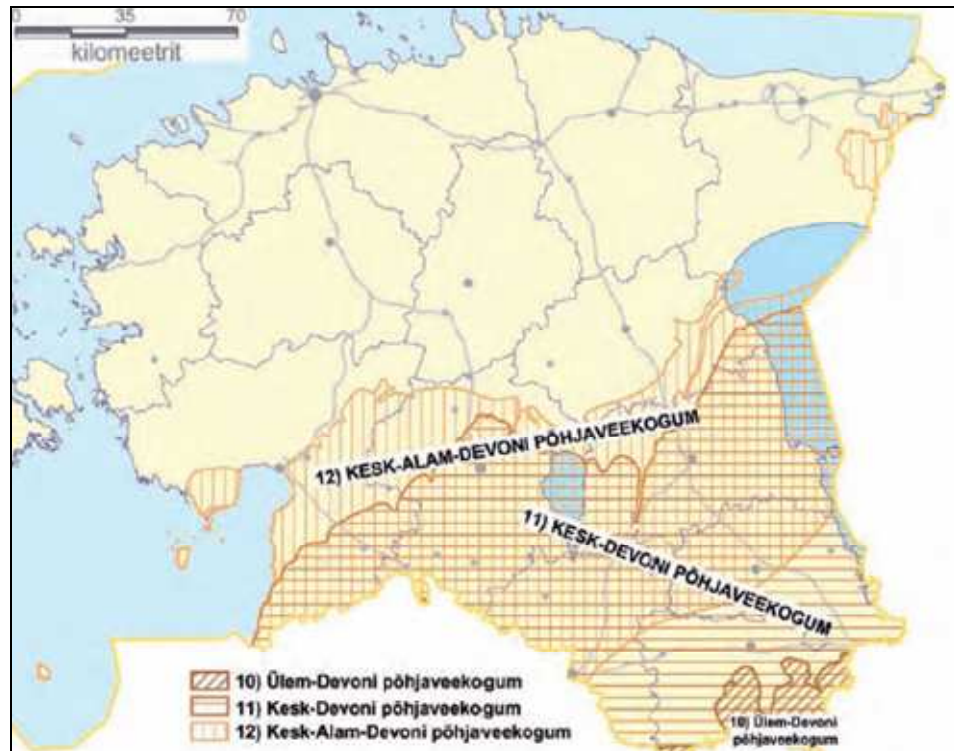 0 35 70
kilomeetrit
12) KESK-ALAM-DEVONI PÕHJAVEEKOGUM
11) KESK-DEVONI PÕHJAVEEKOGUM
10) Ülem-Devoni põhjaveekogum
11) Kesk-Devoni põhjaveekogum
12) Kesk-Alam-Devoni põhjaveekogum
10) Ülem-Devoni
põhjaveekogum